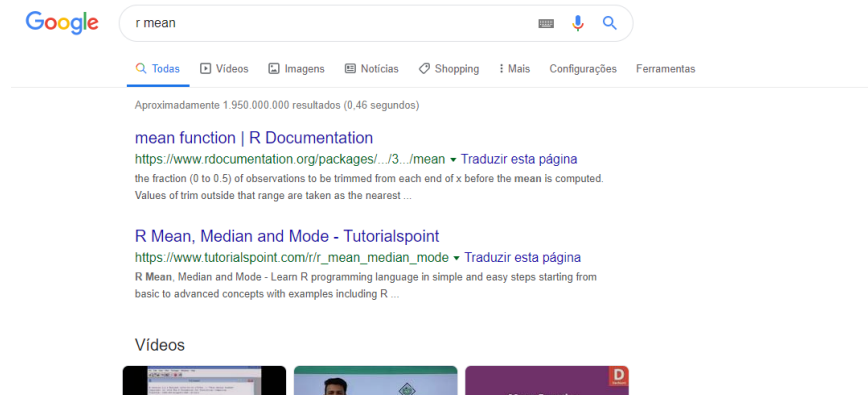 Google
r mean
Todas Vídeos Imagens Notícias Shopping Mais Configurações Ferramentas
Aproximadamente 1.950.000.000 resultados (0,46 segundos)
mean function | R Documentation
https://www.rdocumentation.org/packages/.../3.../mean Traduzir esta página
the fraction (0 to 0.5) of observations to be trimmed from each end of x before the mean is computed.
Values of trim outside that range are taken as the nearest ...
R Mean, Median and Mode - Tutorialspoint
https://www.tutorialspoint.com/r/r_mean_median_mode Traduzir esta página
R Mean, Median and Mode - Learn R programming language in simple and easy steps starting from
basic to advanced concepts with examples including R ...
Vídeos
D